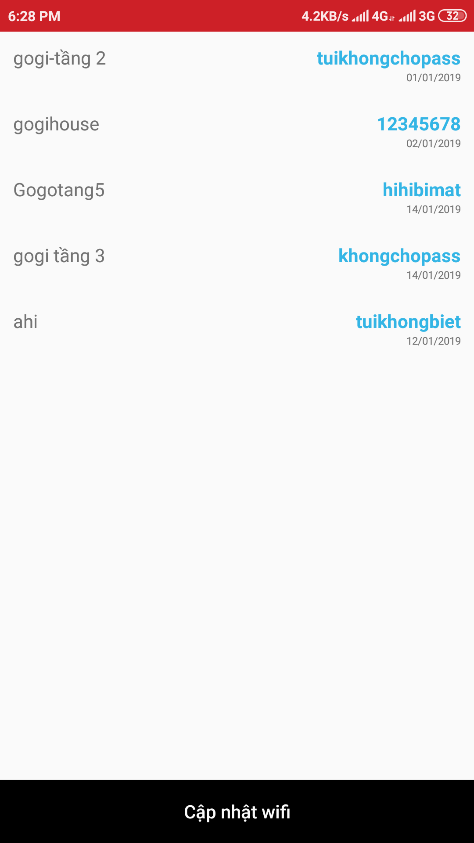 6:28 PM 4.2KB/s 4G 3G 32
gogi-tầng 2 tuikhongchopass
01/01/2019
gogihouse 12345678
02/01/2019
Gogotang5 hihibimat
14/01/2019
gogi tầng 3 khongchopass
14/01/2019
ahi tuikhongbiet
12/01/2019
Cập nhật wifi